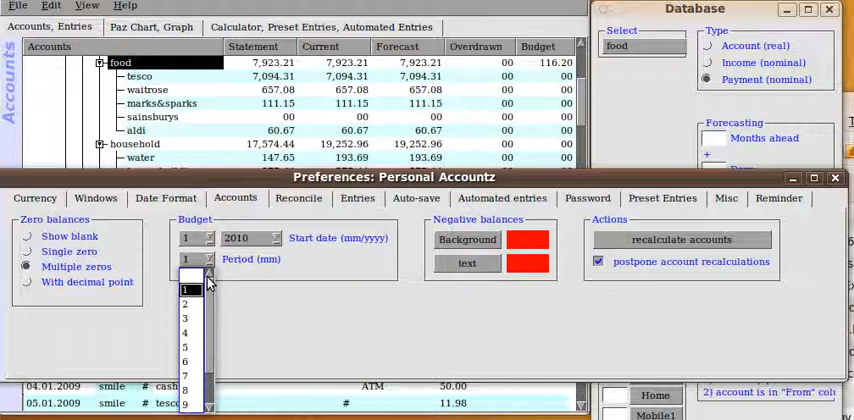 File Edit View Help
Accounts, Entries Paz Chart, Graph Calculator, Preset Entries, Automated Entries
Accounts
Accounts Statement Current Forecast Overdrawn Budget
food 7,923.21 7,923.21 7,923.21 00 116.20
tesco 7,094.31 7,094.31 7,094.31 00 00
waitrose 657.08 657.08 657.08 00 00
marks&sparks 111.15 111.15 111.15 00 00
sainsburys 00 00 00 00 00
aldi 60.67 60.67 60.67 00 00
household 17,574.44 19,252.96 19,252.96 00 00
water 147.65 193.69 193.69 00 00
Database
Select
food
Type
Account (real)
Income (nominal)
Payment (nominal)
Forecasting
Months ahead
+
Preferences: Personal Accountz
Currency Windows Date Format Accounts Reconcile Entries Auto-save Automated entries Password Preset Entries Misc Reminder
Zero balances
Show blank
Single zero
Multiple zeros
With decimal point
Budget
1 2010 Start date (mm/yyyy)
1 Period (mm)
1
2
3
4
5
6
7
8
9
Negative balances
Background
text
Actions
recalculate accounts
postpone account recalculations
04.01.2009 smile # cash ATM 50.00
05.01.2009 smile # tesco # 11.98
Home
Mobile1
2) account is in "From" colu